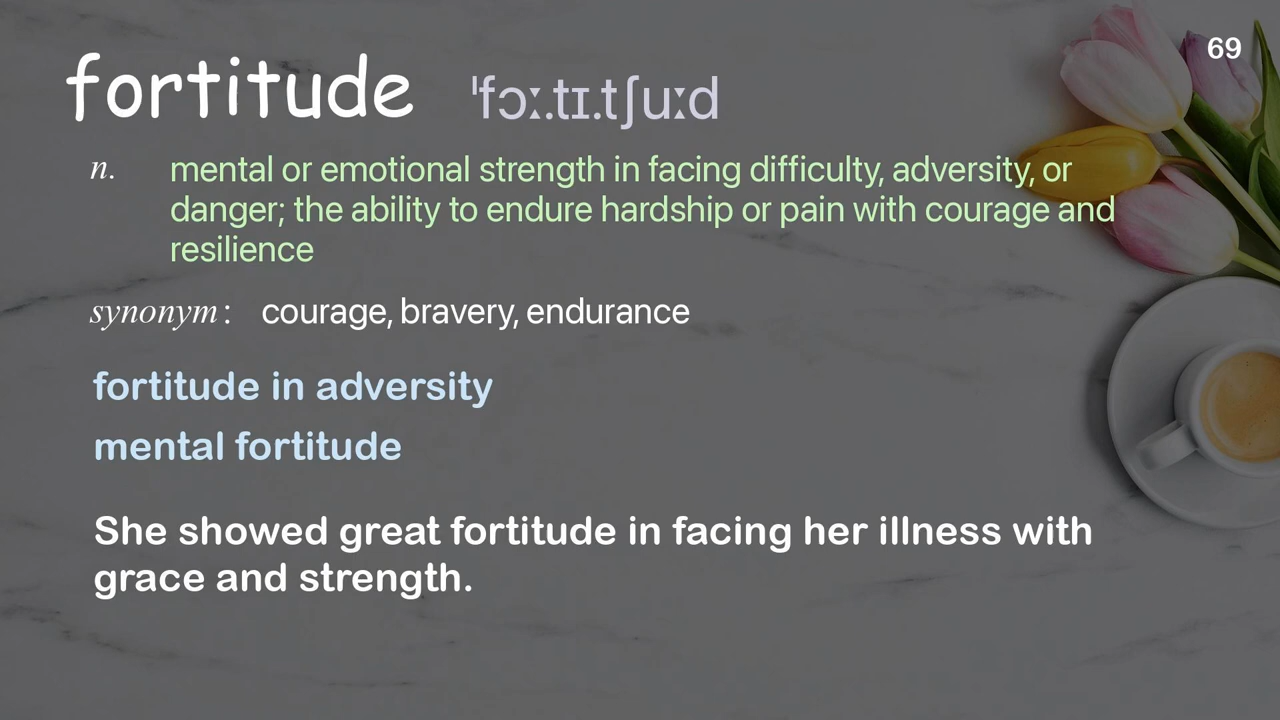 69
fortitude ˈfɔː.tɪ.tʃuːd
n. mental or emotional strength in facing difficulty, adversity, or
danger; the ability to endure hardship or pain with courage and
resilience
synonym: courage, bravery, endurance
fortitude in adversity
mental fortitude
She showed great fortitude in facing her illness with
grace and strength.